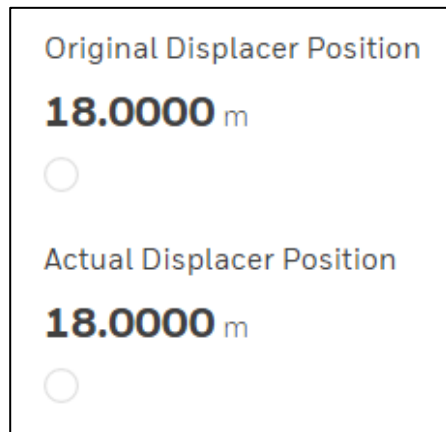 Original Displacer Position
18.0000 m
Actual Displacer Position
18.0000 m